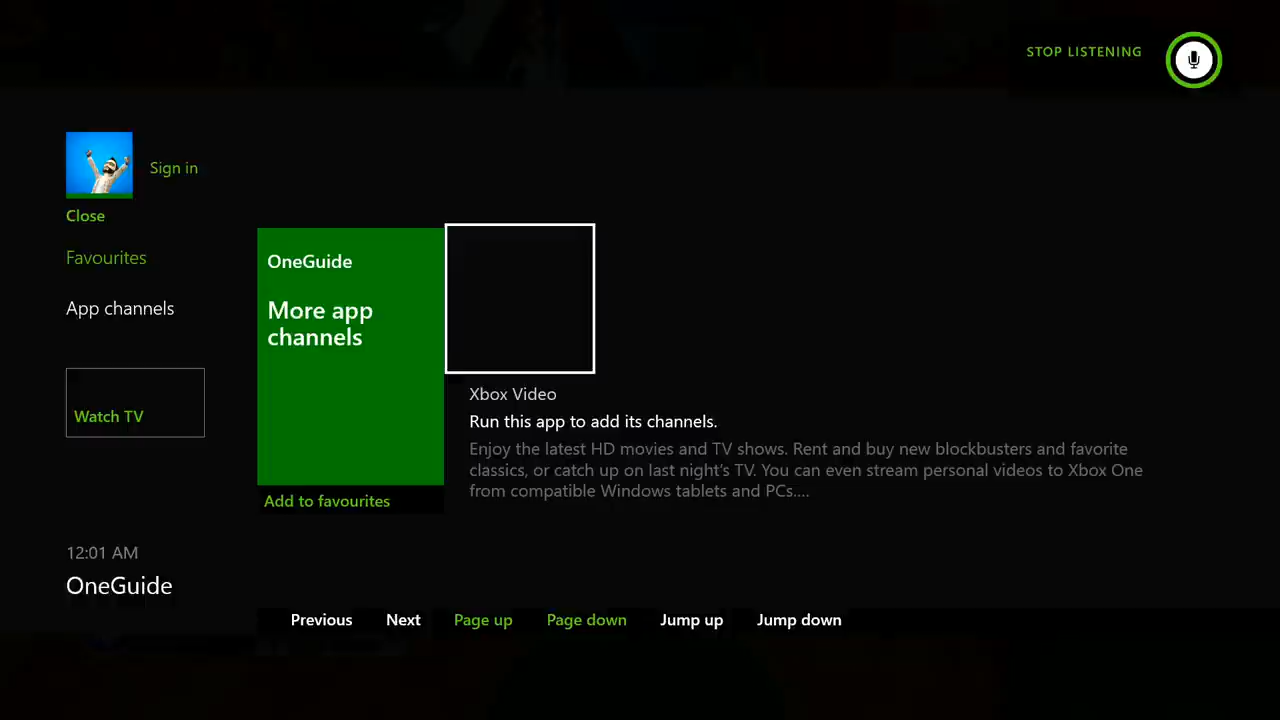 STOP LISTENING
Sign in
Close
Favourites
App channels
Watch TV
OneGuide
More app
channels
Add to favourites
Xbox Video
Run this app to add its channels.
Enjoy the latest HD movies and TV shows. Rent and buy new blockbusters and favorite
classics, or catch up on last night's TV. You can even stream personal videos to Xbox One
from compatible Windows tablets and PCs....
12:01 AM
OneGuide
Previous Next Page up Page down Jump up Jump down